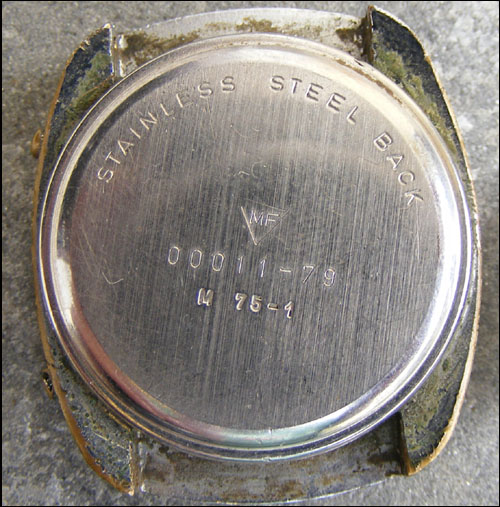 STAINLESS STEEL BACK
MF
00011-79
M 75-1